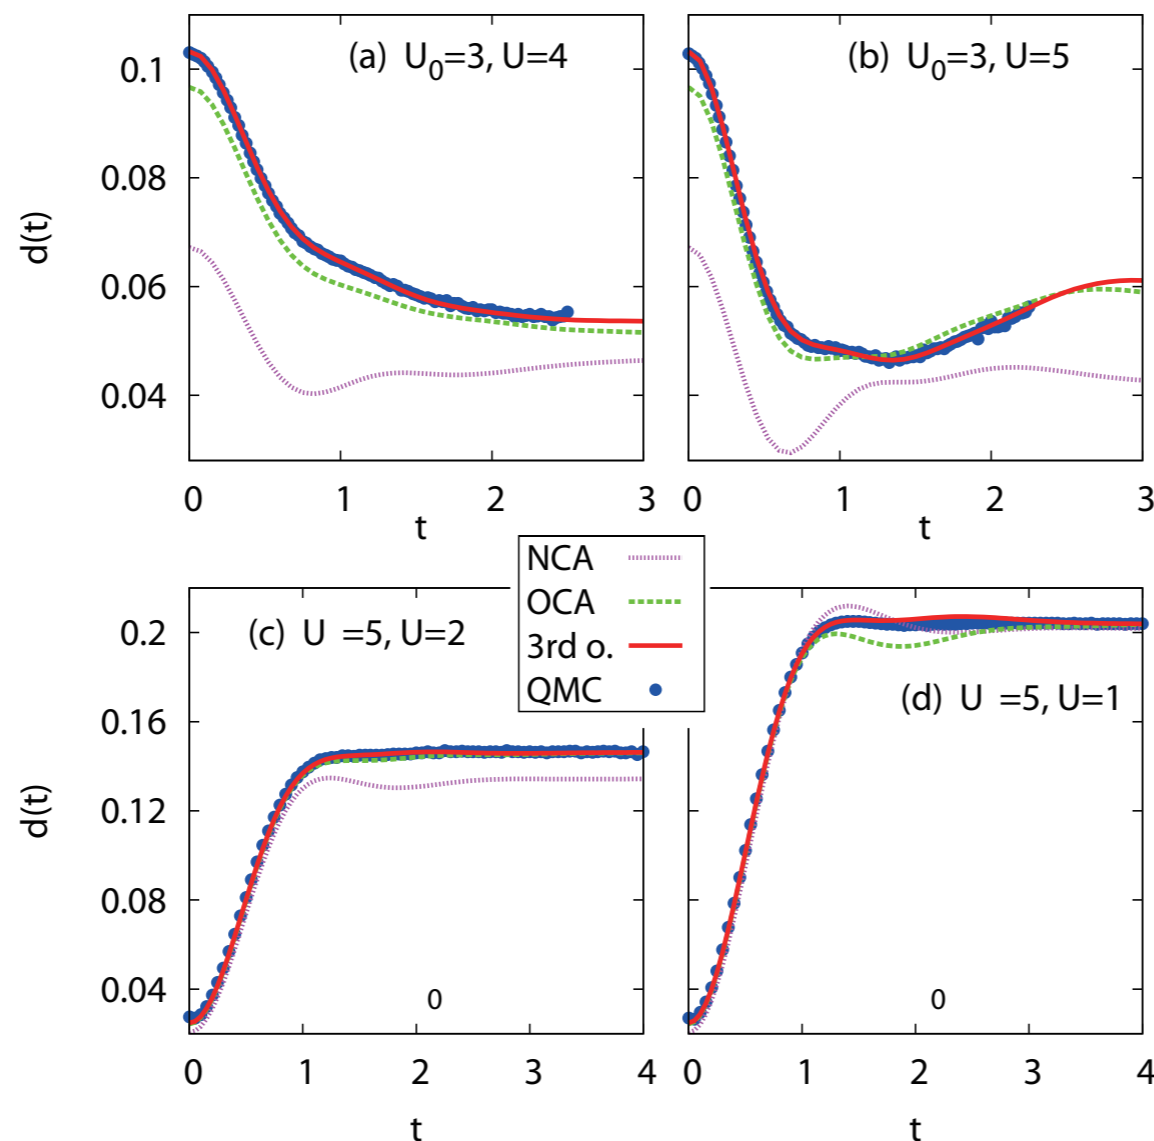 (a) U0=3, U=4
(b) U0=3, U=5
0.1
0.08
0.06
0.04
d(t)
0 1 2 3
0 1 2 3
t
t
NCA
OCA
3rd o.
QMC
(c) U =5, U=2
(d) U =5, U=1
0.2
0.16
0.12
0.08
0.04
d(t)
0
0
0 1 2 3 4
0 1 2 3 4
t
t